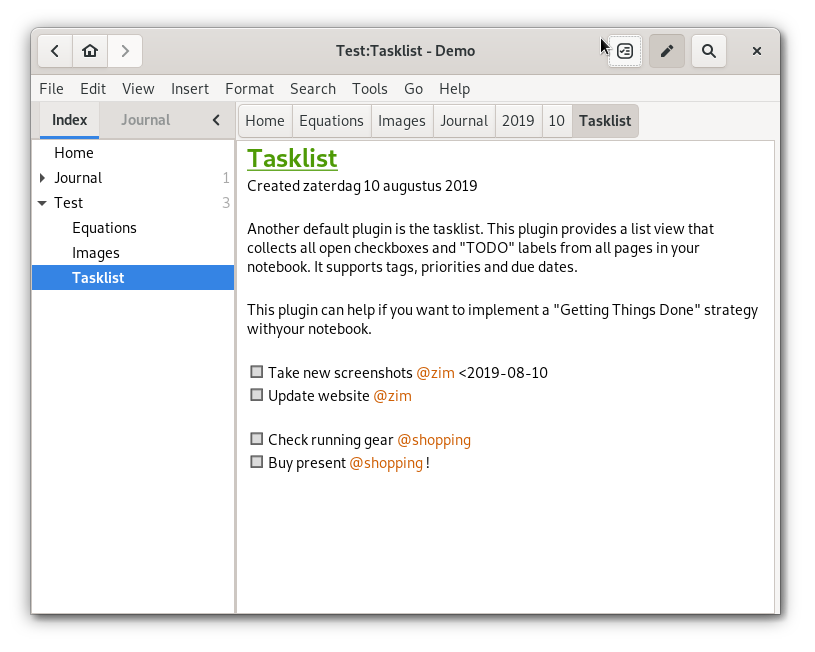 Test:Tasklist - Demo
File Edit View Insert Format Search Tools Go Help
Index Journal
Home Equations Images Journal 2019 10 Tasklist
Home
Journal 1
Test 3
Equations
Images
Tasklist
Tasklist
Created zaterdag 10 augustus 2019
Another default plugin is the tasklist. This plugin provides a list view that
collects all open checkboxes and "TODO" labels from all pages in your
notebook. It supports tags, priorities and due dates.
This plugin can help if you want to implement a "Getting Things Done" strategy
withyour notebook.
Take new screenshots @zim <2019-08-10
Update website @zim
Check running gear @shopping
Buy present @shopping !